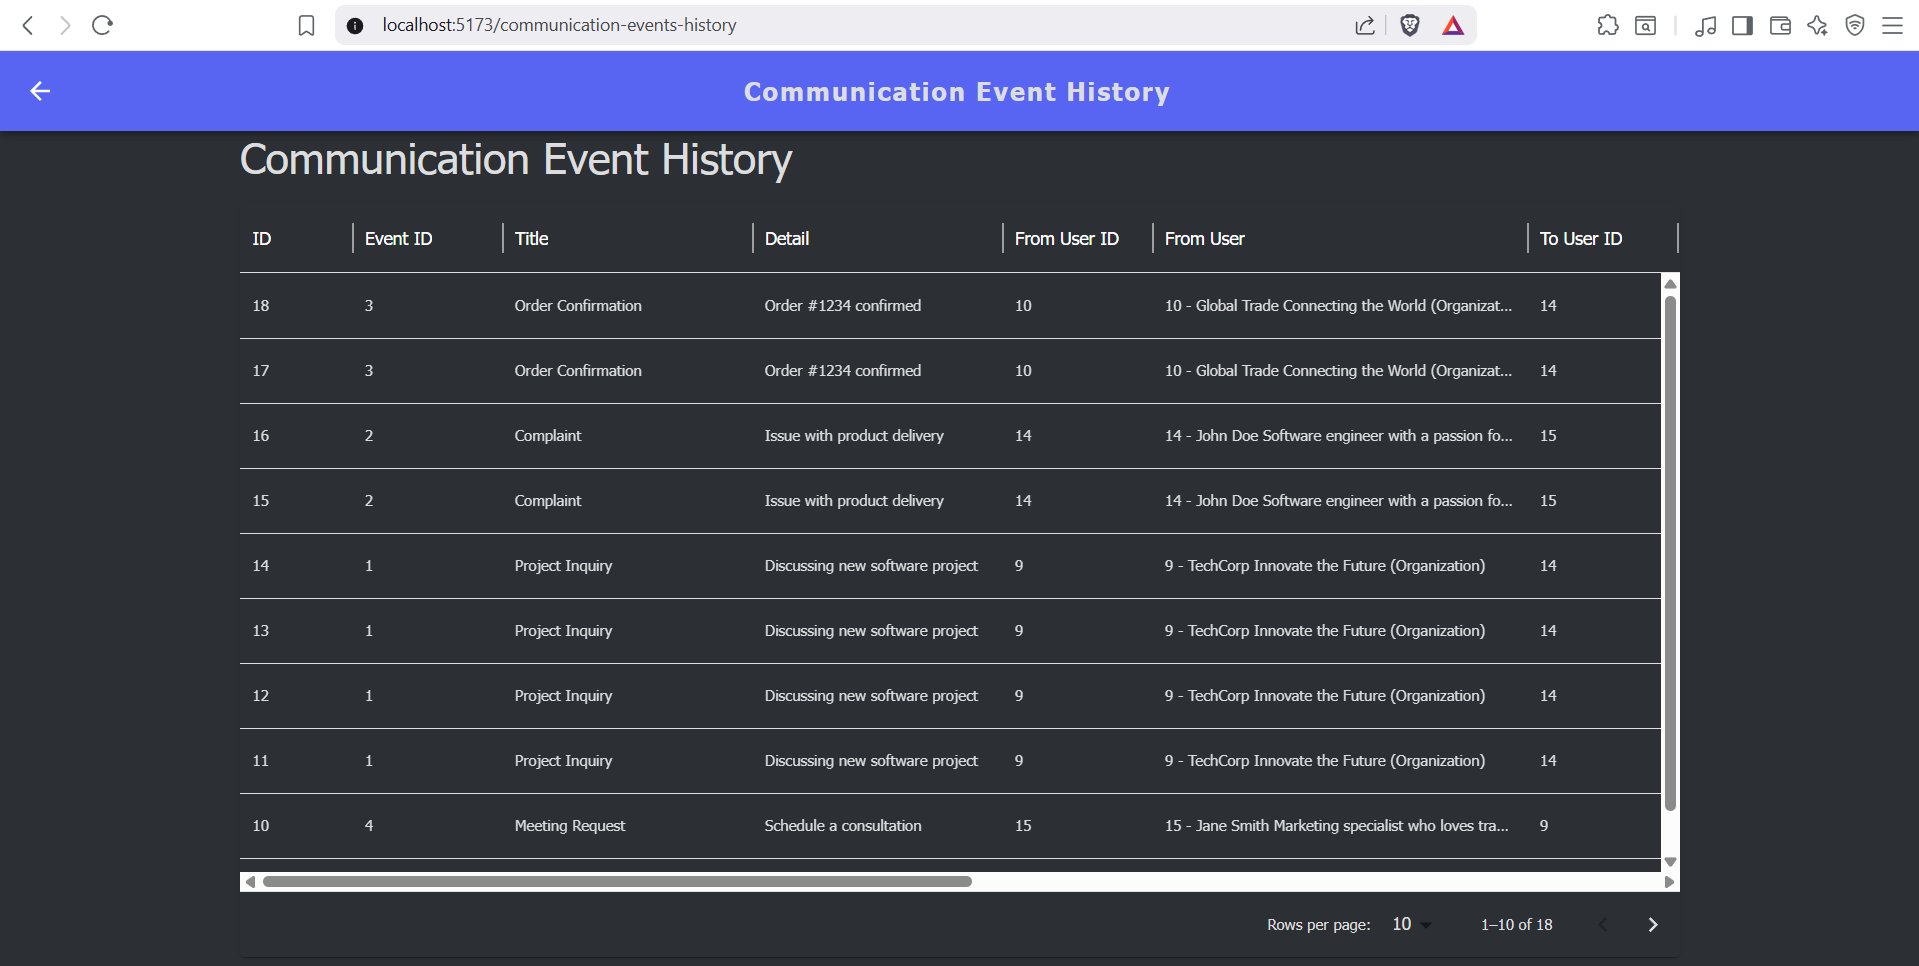 localhost:5173/communication-events-history
Communication Event History
Communication Event History
ID Event ID Title Detail From User ID From User To User ID
18 3 Order Confirmation Order #1234 confirmed 10 10 - Global Trade Connecting the World (Organizat... 14
17 3 Order Confirmation Order #1234 confirmed 10 10 - Global Trade Connecting the World (Organizat... 14
16 2 Complaint Issue with product delivery 14 14 - John Doe Software engineer with a passion fo... 15
15 2 Complaint Issue with product delivery 14 14 - John Doe Software engineer with a passion fo... 15
14 1 Project Inquiry Discussing new software project 9 9 - TechCorp Innovate the Future (Organization) 14
13 1 Project Inquiry Discussing new software project 9 9 - TechCorp Innovate the Future (Organization) 14
12 1 Project Inquiry Discussing new software project 9 9 - TechCorp Innovate the Future (Organization) 14
11 1 Project Inquiry Discussing new software project 9 9 - TechCorp Innovate the Future (Organization) 14
10 4 Meeting Request Schedule a consultation 15 15 - Jane Smith Marketing specialist who loves tra... 9
Rows per page: 10 1–10 of 18